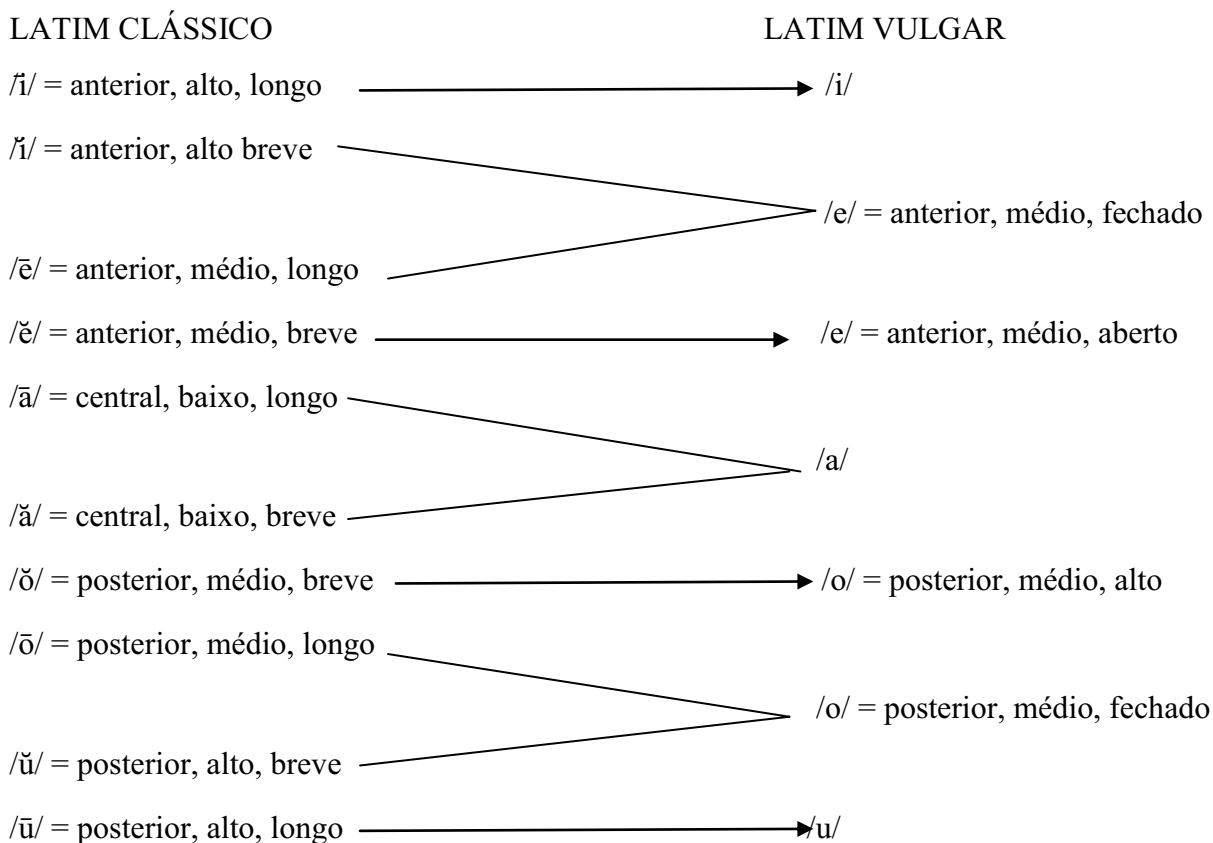 LATIM CLÁSSICO LATIM VULGAR
/ī/ = anterior, alto, longo /i/
/ĭ/ = anterior, alto breve
/e/ = anterior, médio, fechado
/ē/ = anterior, médio, longo
/ĕ/ = anterior, médio, breve /e/ = anterior, médio, aberto
/ā/ = central, baixo, longo
/a/
/ă/ = central, baixo, breve
/ŏ/ = posterior, médio, breve /o/ = posterior, médio, alto
/ō/ = posterior, médio, longo
/o/ = posterior, médio, fechado
/ŭ/ = posterior, alto, breve
/ū/ = posterior, alto, longo /u/